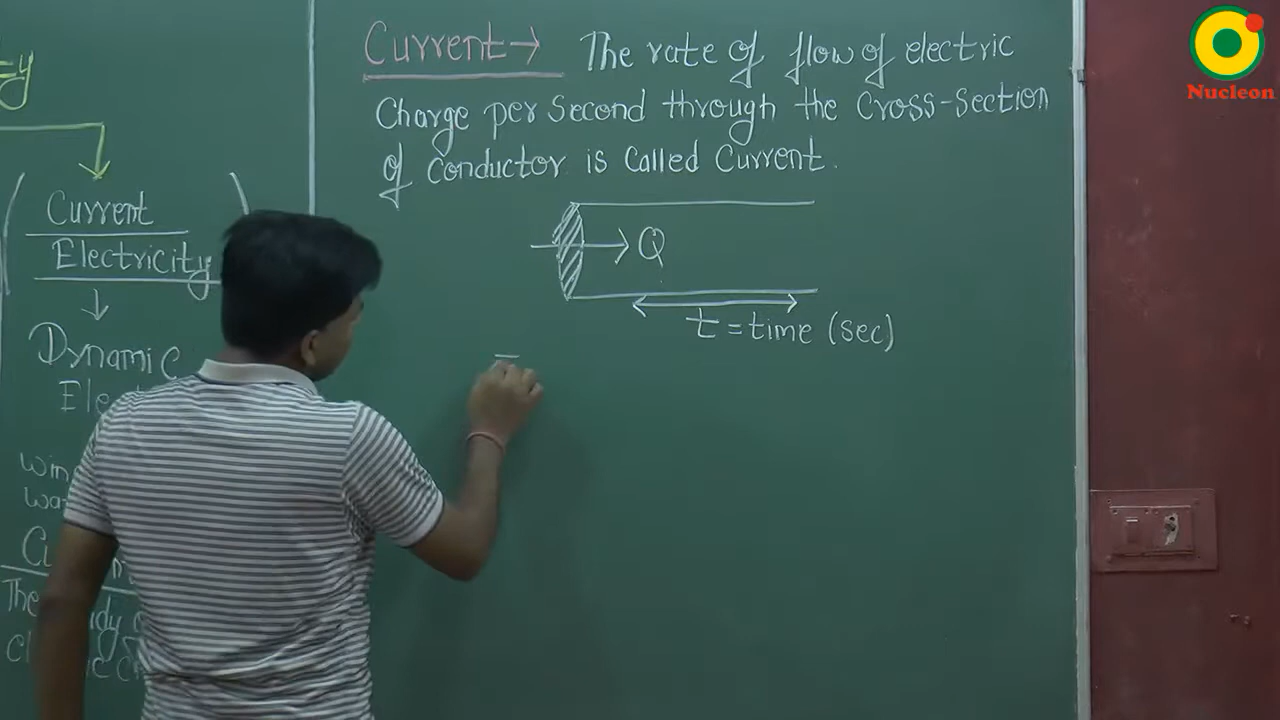 Current → The rate of flow of electric
Charge per Second through the Cross-Section
of Conductor is Called Current.
Q
t = time (sec)
Current
Electricity
Dynamic
The
Nucleon